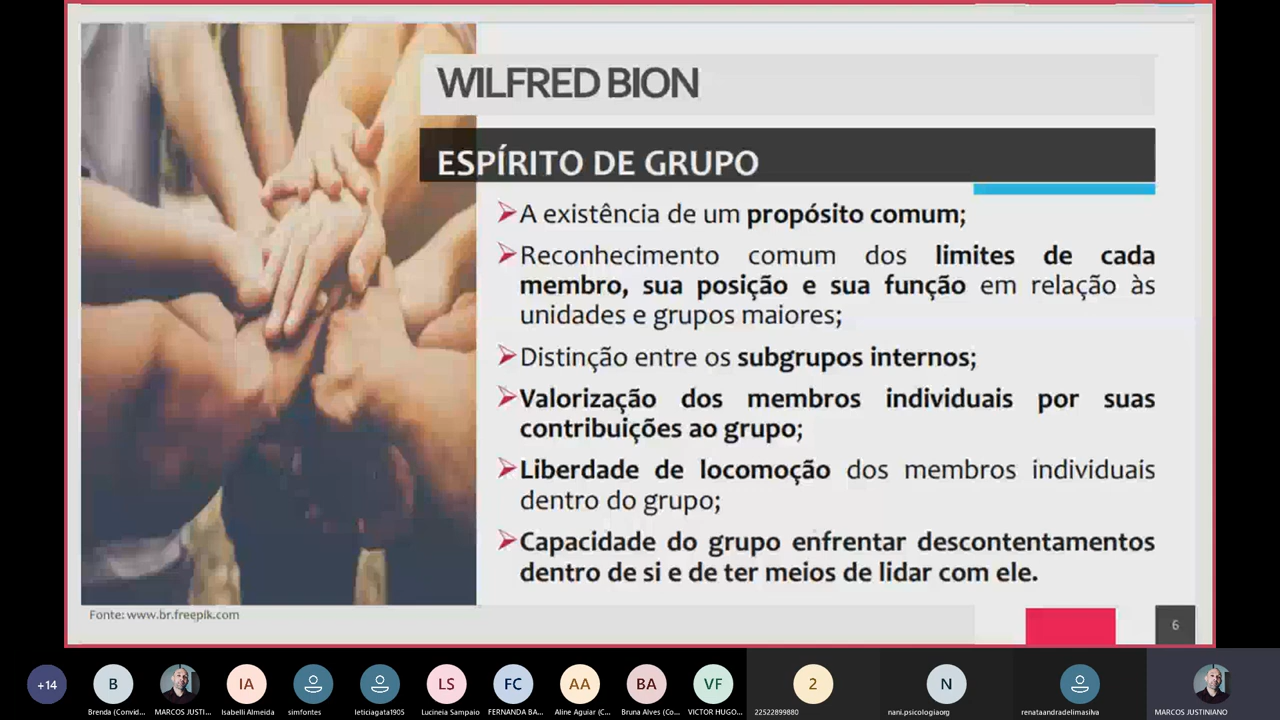 WILFRED BION
ESPÍRITO DE GRUPO
A existência de um propósito comum;
Reconhecimento comum dos limites de cada
membro, sua posição e sua função em relação às
unidades e grupos maiores;
Distinção entre os subgrupos internos;
Valorização dos membros individuais por suas
contribuições ao grupo;
Liberdade de locomoção dos membros individuais
dentro do grupo;
Capacidade do grupo enfrentar descontentamentos
dentro de si e de ter meios de lidar com ele.
Fonte: www.br.freepik.com
6
+14
B
IA
LS
FC
AA
BA
VF
2
N
Brenda (Convid...
MARCOS JUSTI...
Isabelli Almeida
simfontes
leticiagata1905
Lucineia Sampaio
FERNANDA BA...
Aline Aguiar (C...
Bruna Alves (Co...
VICTOR HUGO...
22522899880
nani.psicologiaorg
renataandradelimasilva
MARCOS JUSTINIANO